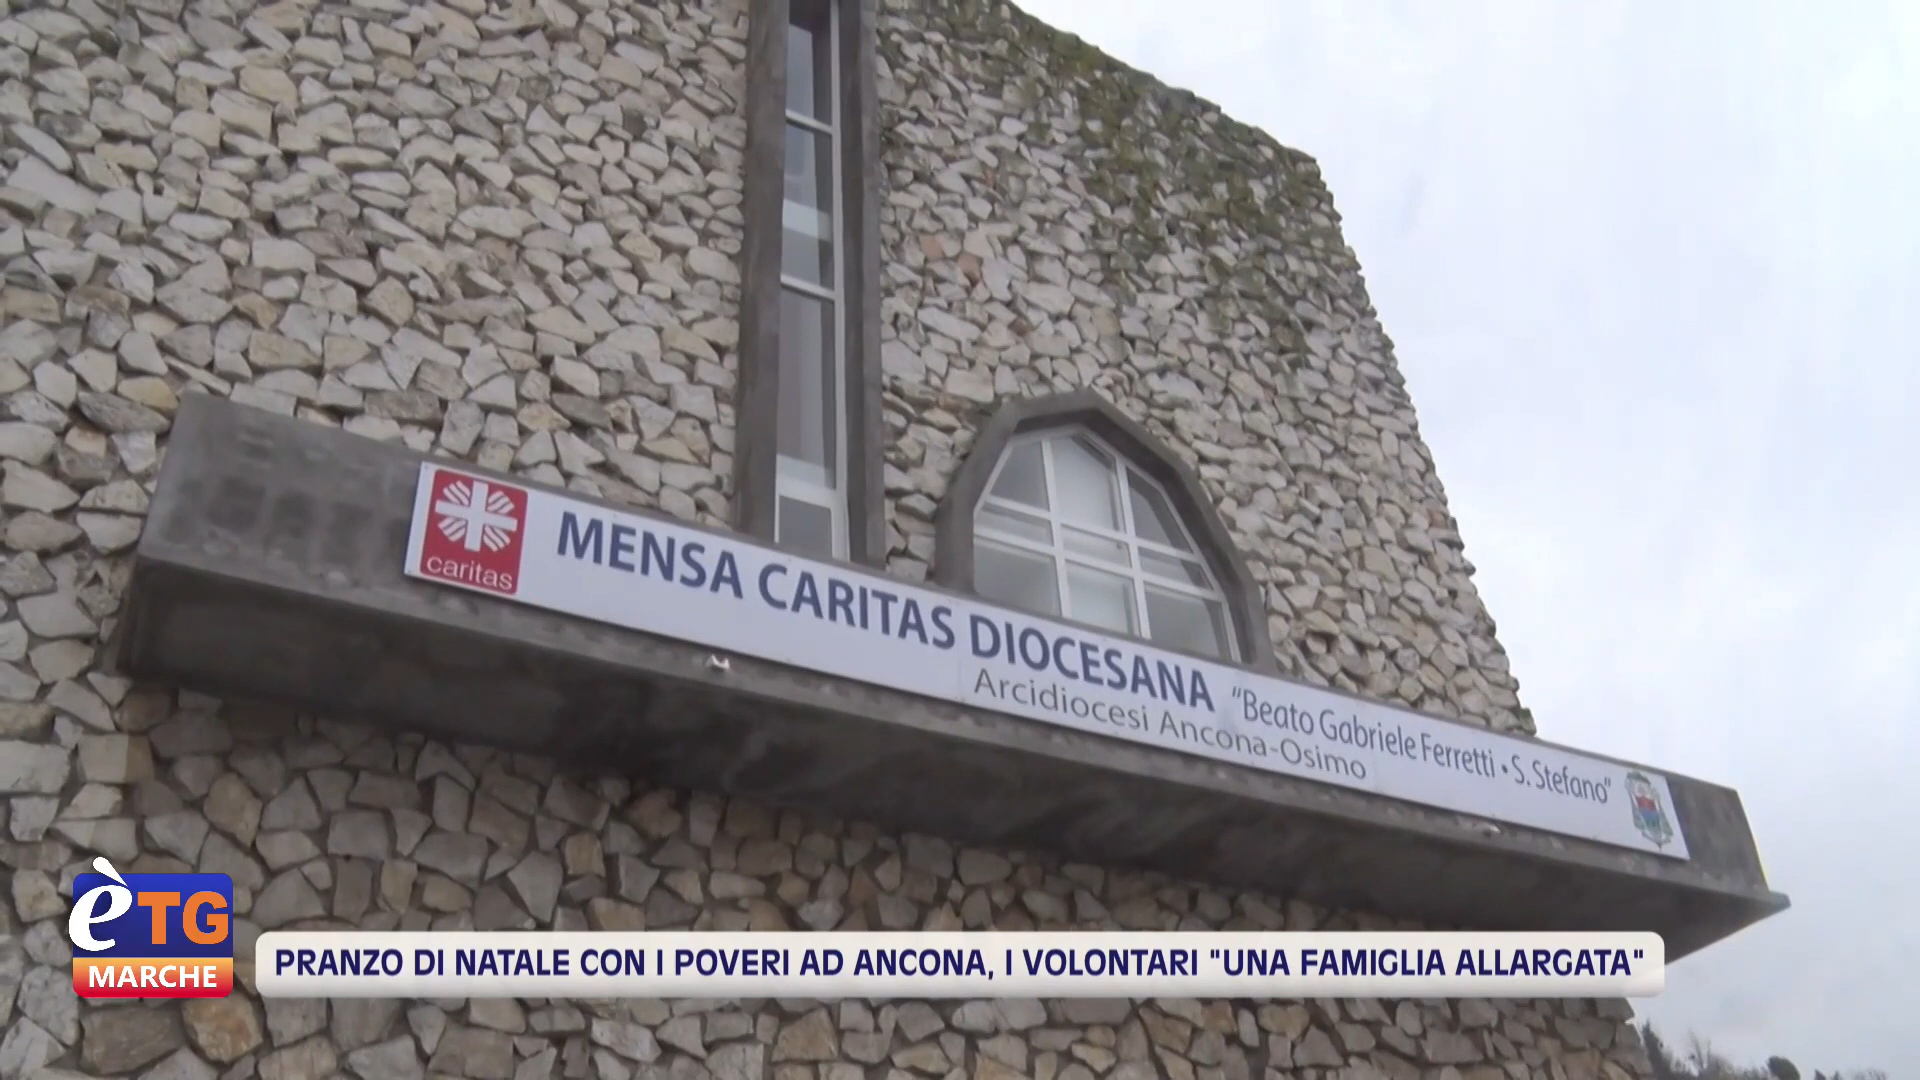 caritas
MENSA CARITAS DIOCESANA "Beato Gabriele Ferretti • S. Stefano"
Arcidiocesi Ancona-Osimo
èTG
MARCHE
PRANZO DI NATALE CON I POVERI AD ANCONA, I VOLONTARI "UNA FAMIGLIA ALLARGATA"